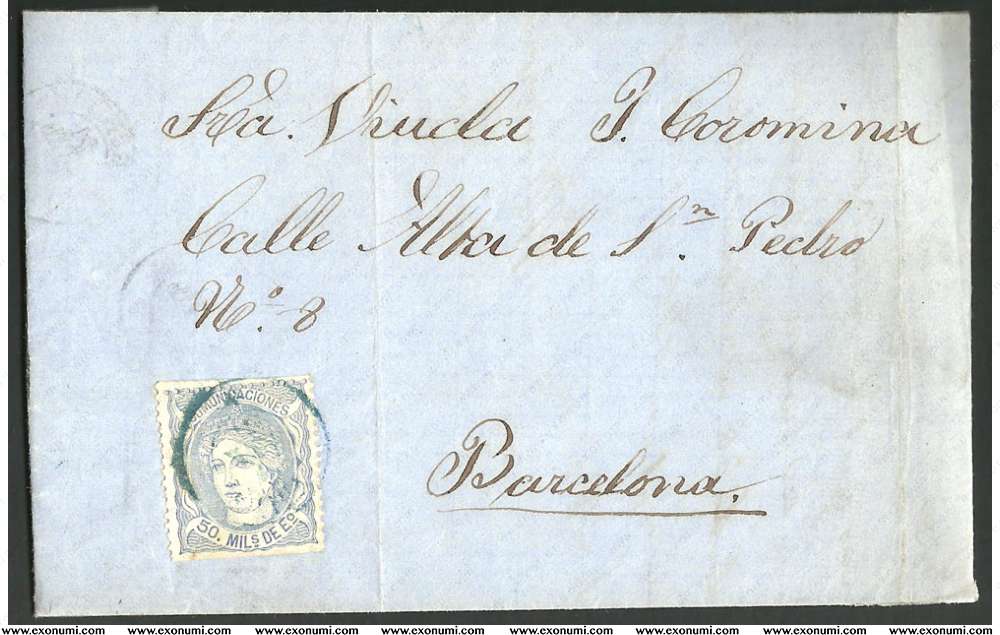 Sra. Viuda J. Coromina
Calle Alta de Sn. Pedro
No. 8
COMUNICACIONES
50. MILS. DE ES
Barcelona.
www.exonumi.com www.exonumi.com www.exonumi.com www.exonumi.com www.exonumi.com www.exonumi.com www.exonumi.com www.exonumi.com